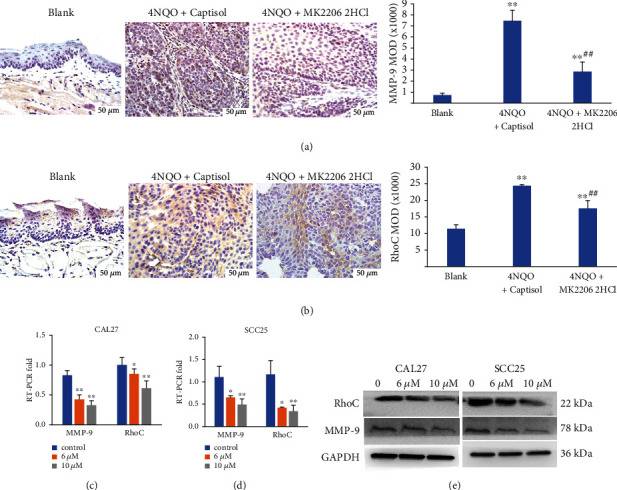 Blank
4NQO + Captisol
4NQO + MK2206 2HCl
50 µm
50 µm
50 µm
MMP-9 MOD (x1000)
9
8
7
6
5
4
3
2
1
**
**##
Blank
4NQO
+ Captisol
4NQO + MK2206
2HCl
(a)
Blank
4NQO + Captisol
4NQO + MK2206 2HCl
50 µm
50 µm
50 µm
RhoC MOD (x1000)
30
25
20
15
10
5
**
**##
Blank
4NQO
+ Captisol
4NQO +
MK2206 2HCl
(b)
CAL27
RT-PCR fold
1.5
1.0
0.5
0.0
** ** * **
MMP-9 RhoC
control
6 µM
10 µM
(c)
SCC25
RT-PCR fold
2.0
1.5
1.0
0.5
0.0
* ** * **
MMP-9 RhoC
control
6 µM
10 µM
(d)
CAL27 SCC25
0 6 µM 10 µM 0 6 µM 10 µM
RhoC 22 kDa
MMP-9 78 kDa
GAPDH 36 kDa
(e)